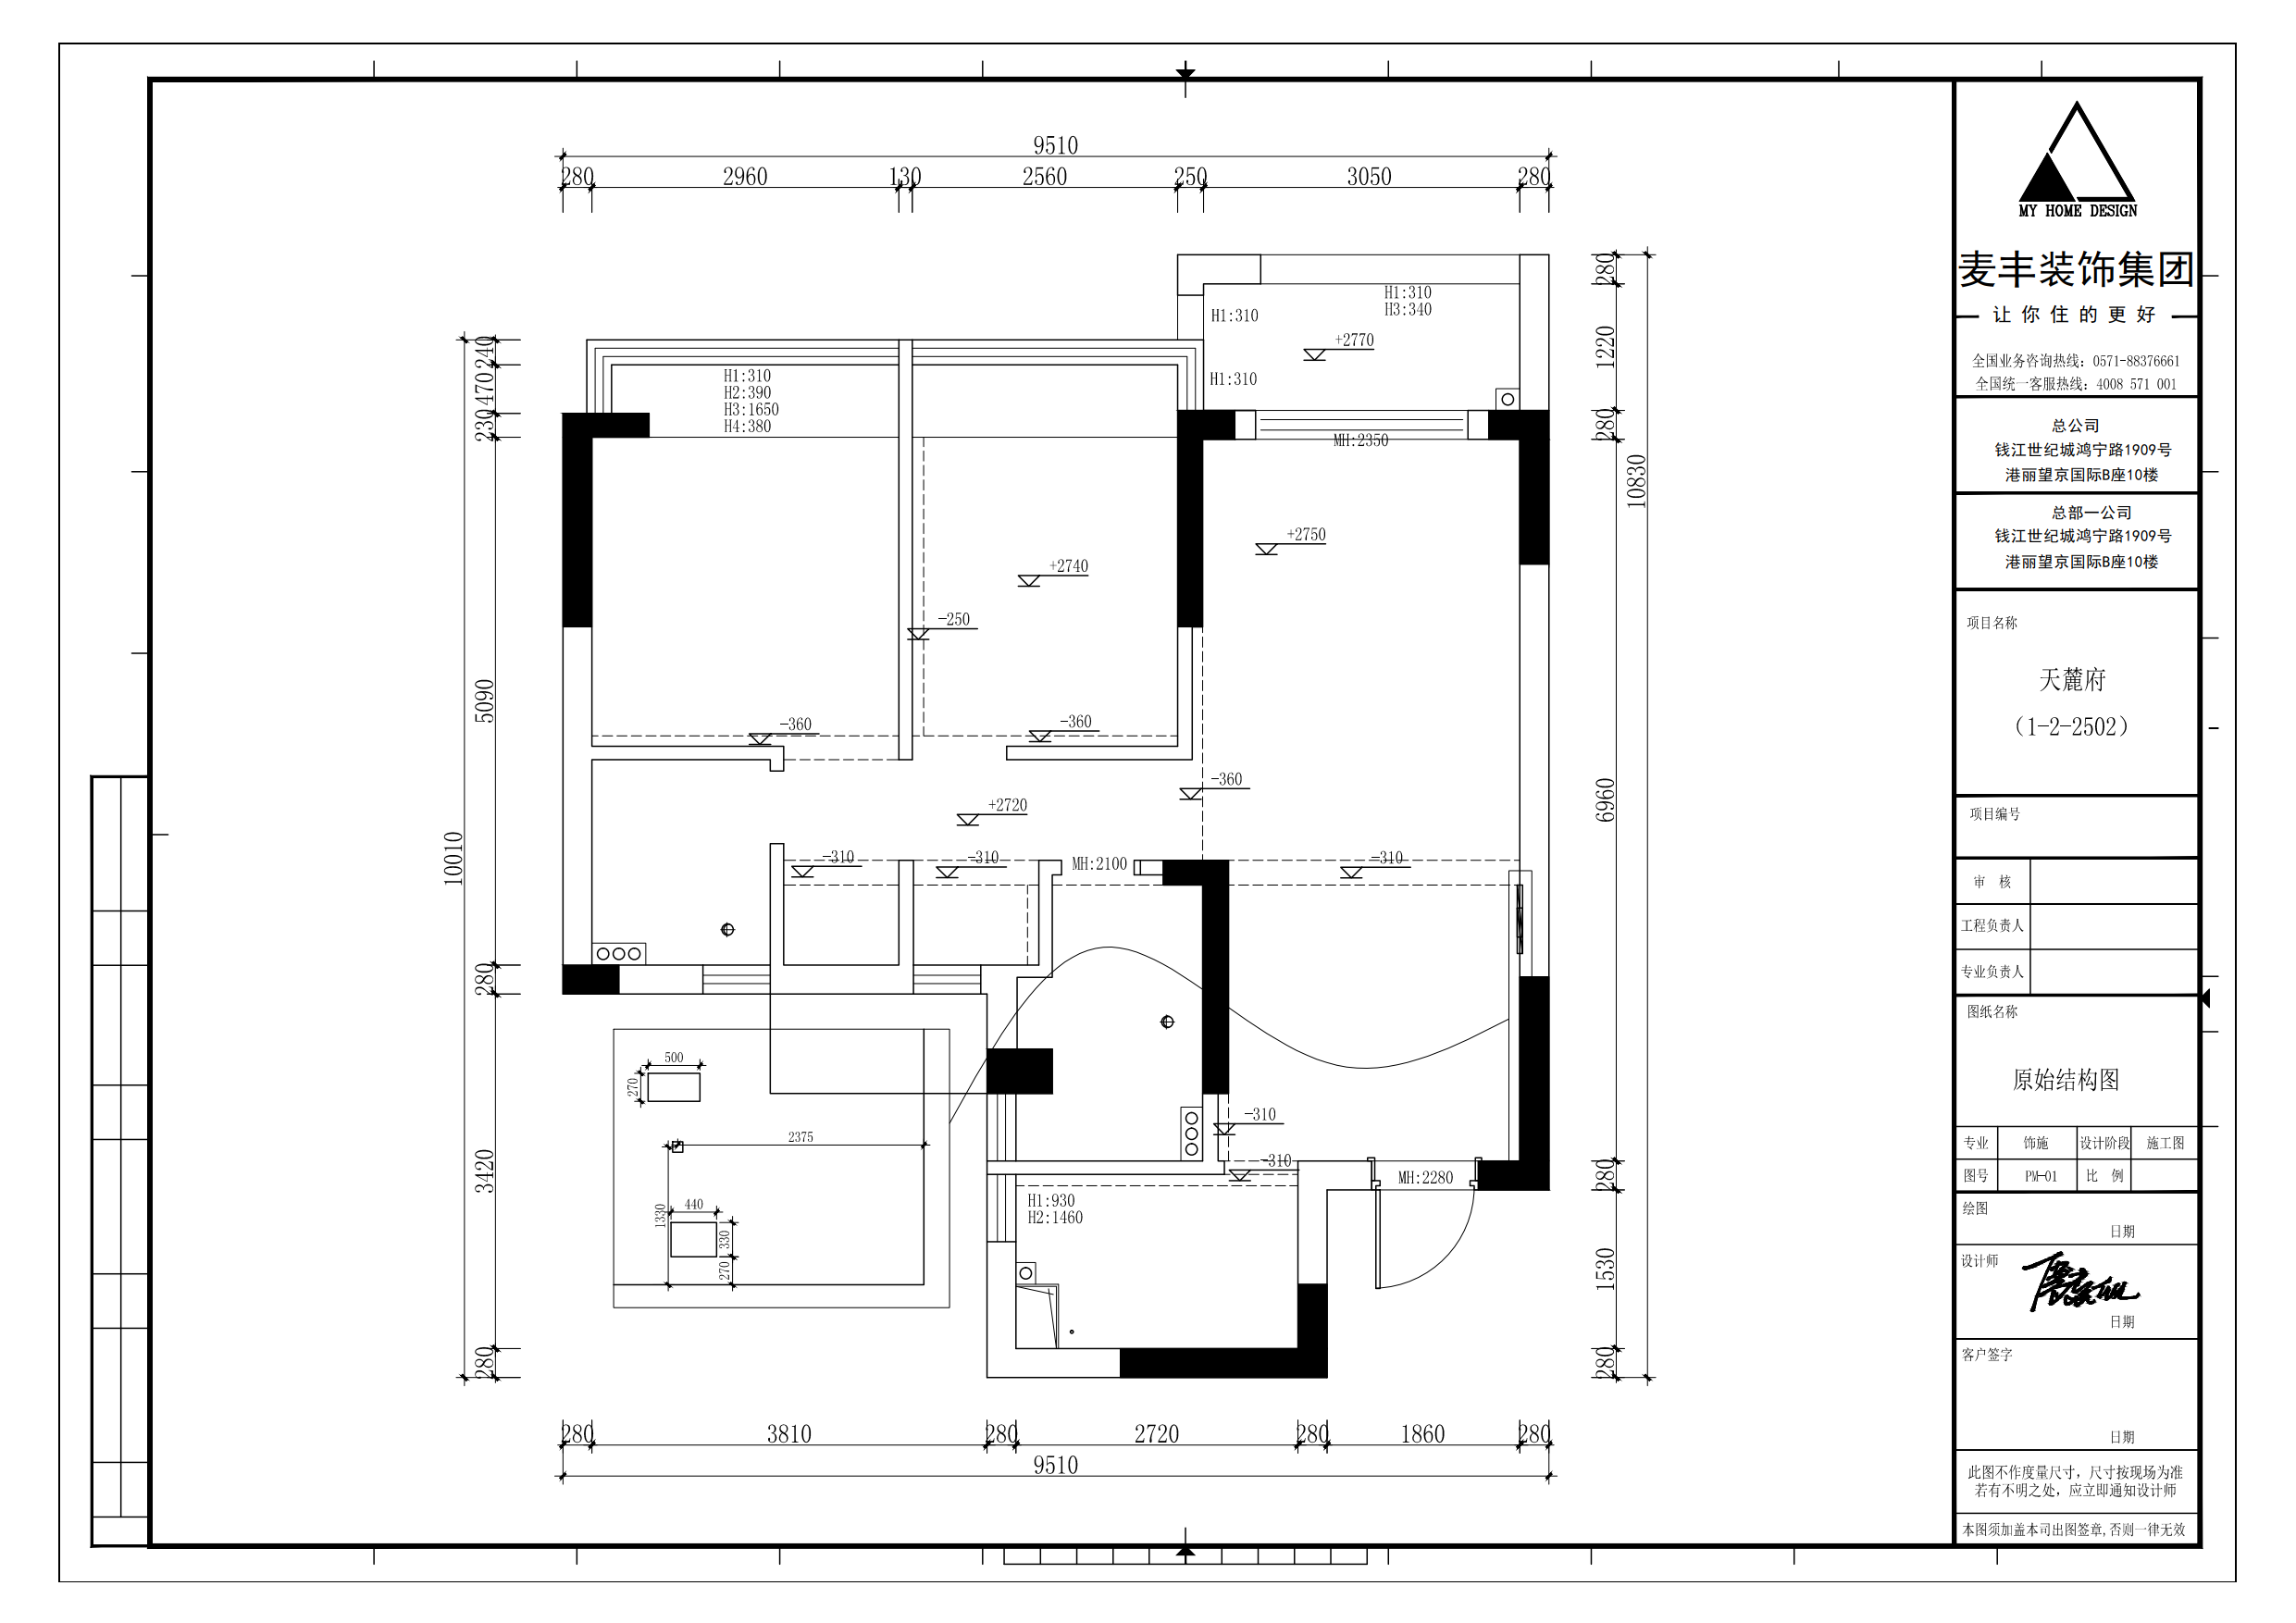 9510
280 2960 130 2560 250 3050 280
H1:310
H3:340
H1:310
+2770
H1:310
H1:310
H2:390
H3:1650
H4:380
MH:2350
+2750
+2740
-250
-360
-360
-360
+2720
-310
-310
MH:2100
-310
-310
-310
MH:2280
H1:930
H2:1460
240
470
230
5090
280
3420
280
10010
280
1220
280
6960
280
1530
280
10830
500
270
2375
440
1330
330
270
280 3810 280 2720 280 1860 280
9510
MY HOME DESIGN
麦丰装饰集团
让你住的更好
全国业务咨询热线：0571-88376661
全国统一客服热线：4008 571 001
总公司
钱江世纪城鸿宁路1909号
港丽望京国际B座10楼
总部一公司
钱江世纪城鸿宁路1909号
港丽望京国际B座10楼
项目名称
天麓府
（1-2-2502）
项目编号
审 核
工程负责人
专业负责人
图纸名称
原始结构图
专业 饰施 设计阶段 施工图
图号 PM-01 比 例
绘图
日期
设计师
日期
客户签字
日期
此图不作度量尺寸，尺寸按现场为准
若有不明之处，应立即通知设计师
本图须加盖本司出图签章,否则一律无效